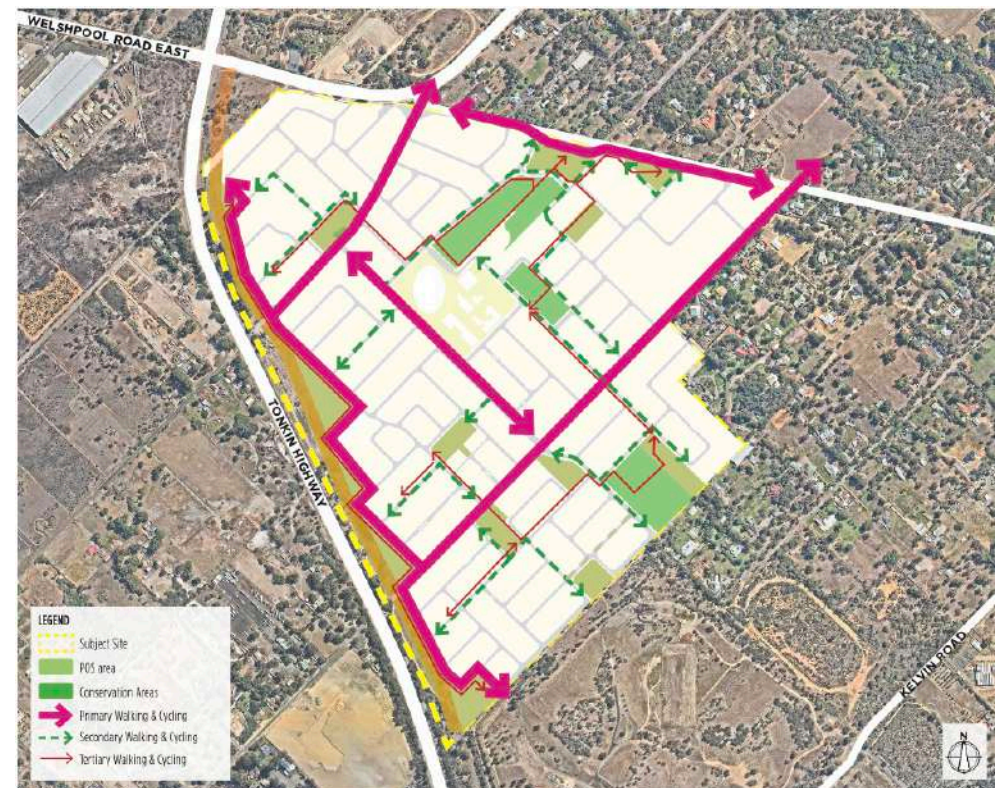 WELSHPOOL ROAD EAST
TONKIN HIGHWAY
KELVIN ROAD
LEGEND
Subject Site
POS area
Conservation Areas
Primary Walking & Cycling
Secondary Walking & Cycling
Tertiary Walking & Cycling
N